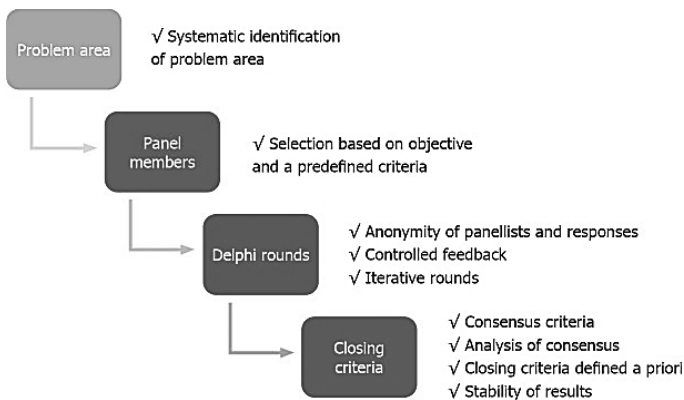 Problem area
√ Systematic identification
of problem area
Panel
members
√ Selection based on objective
and a predefined criteria
Delphi rounds
√ Anonymity of panellists and responses
√ Controlled feedback
√ Iterative rounds
Closing
criteria
√ Consensus criteria
√ Analysis of consensus
√ Closing criteria defined a priori
√ Stability of results